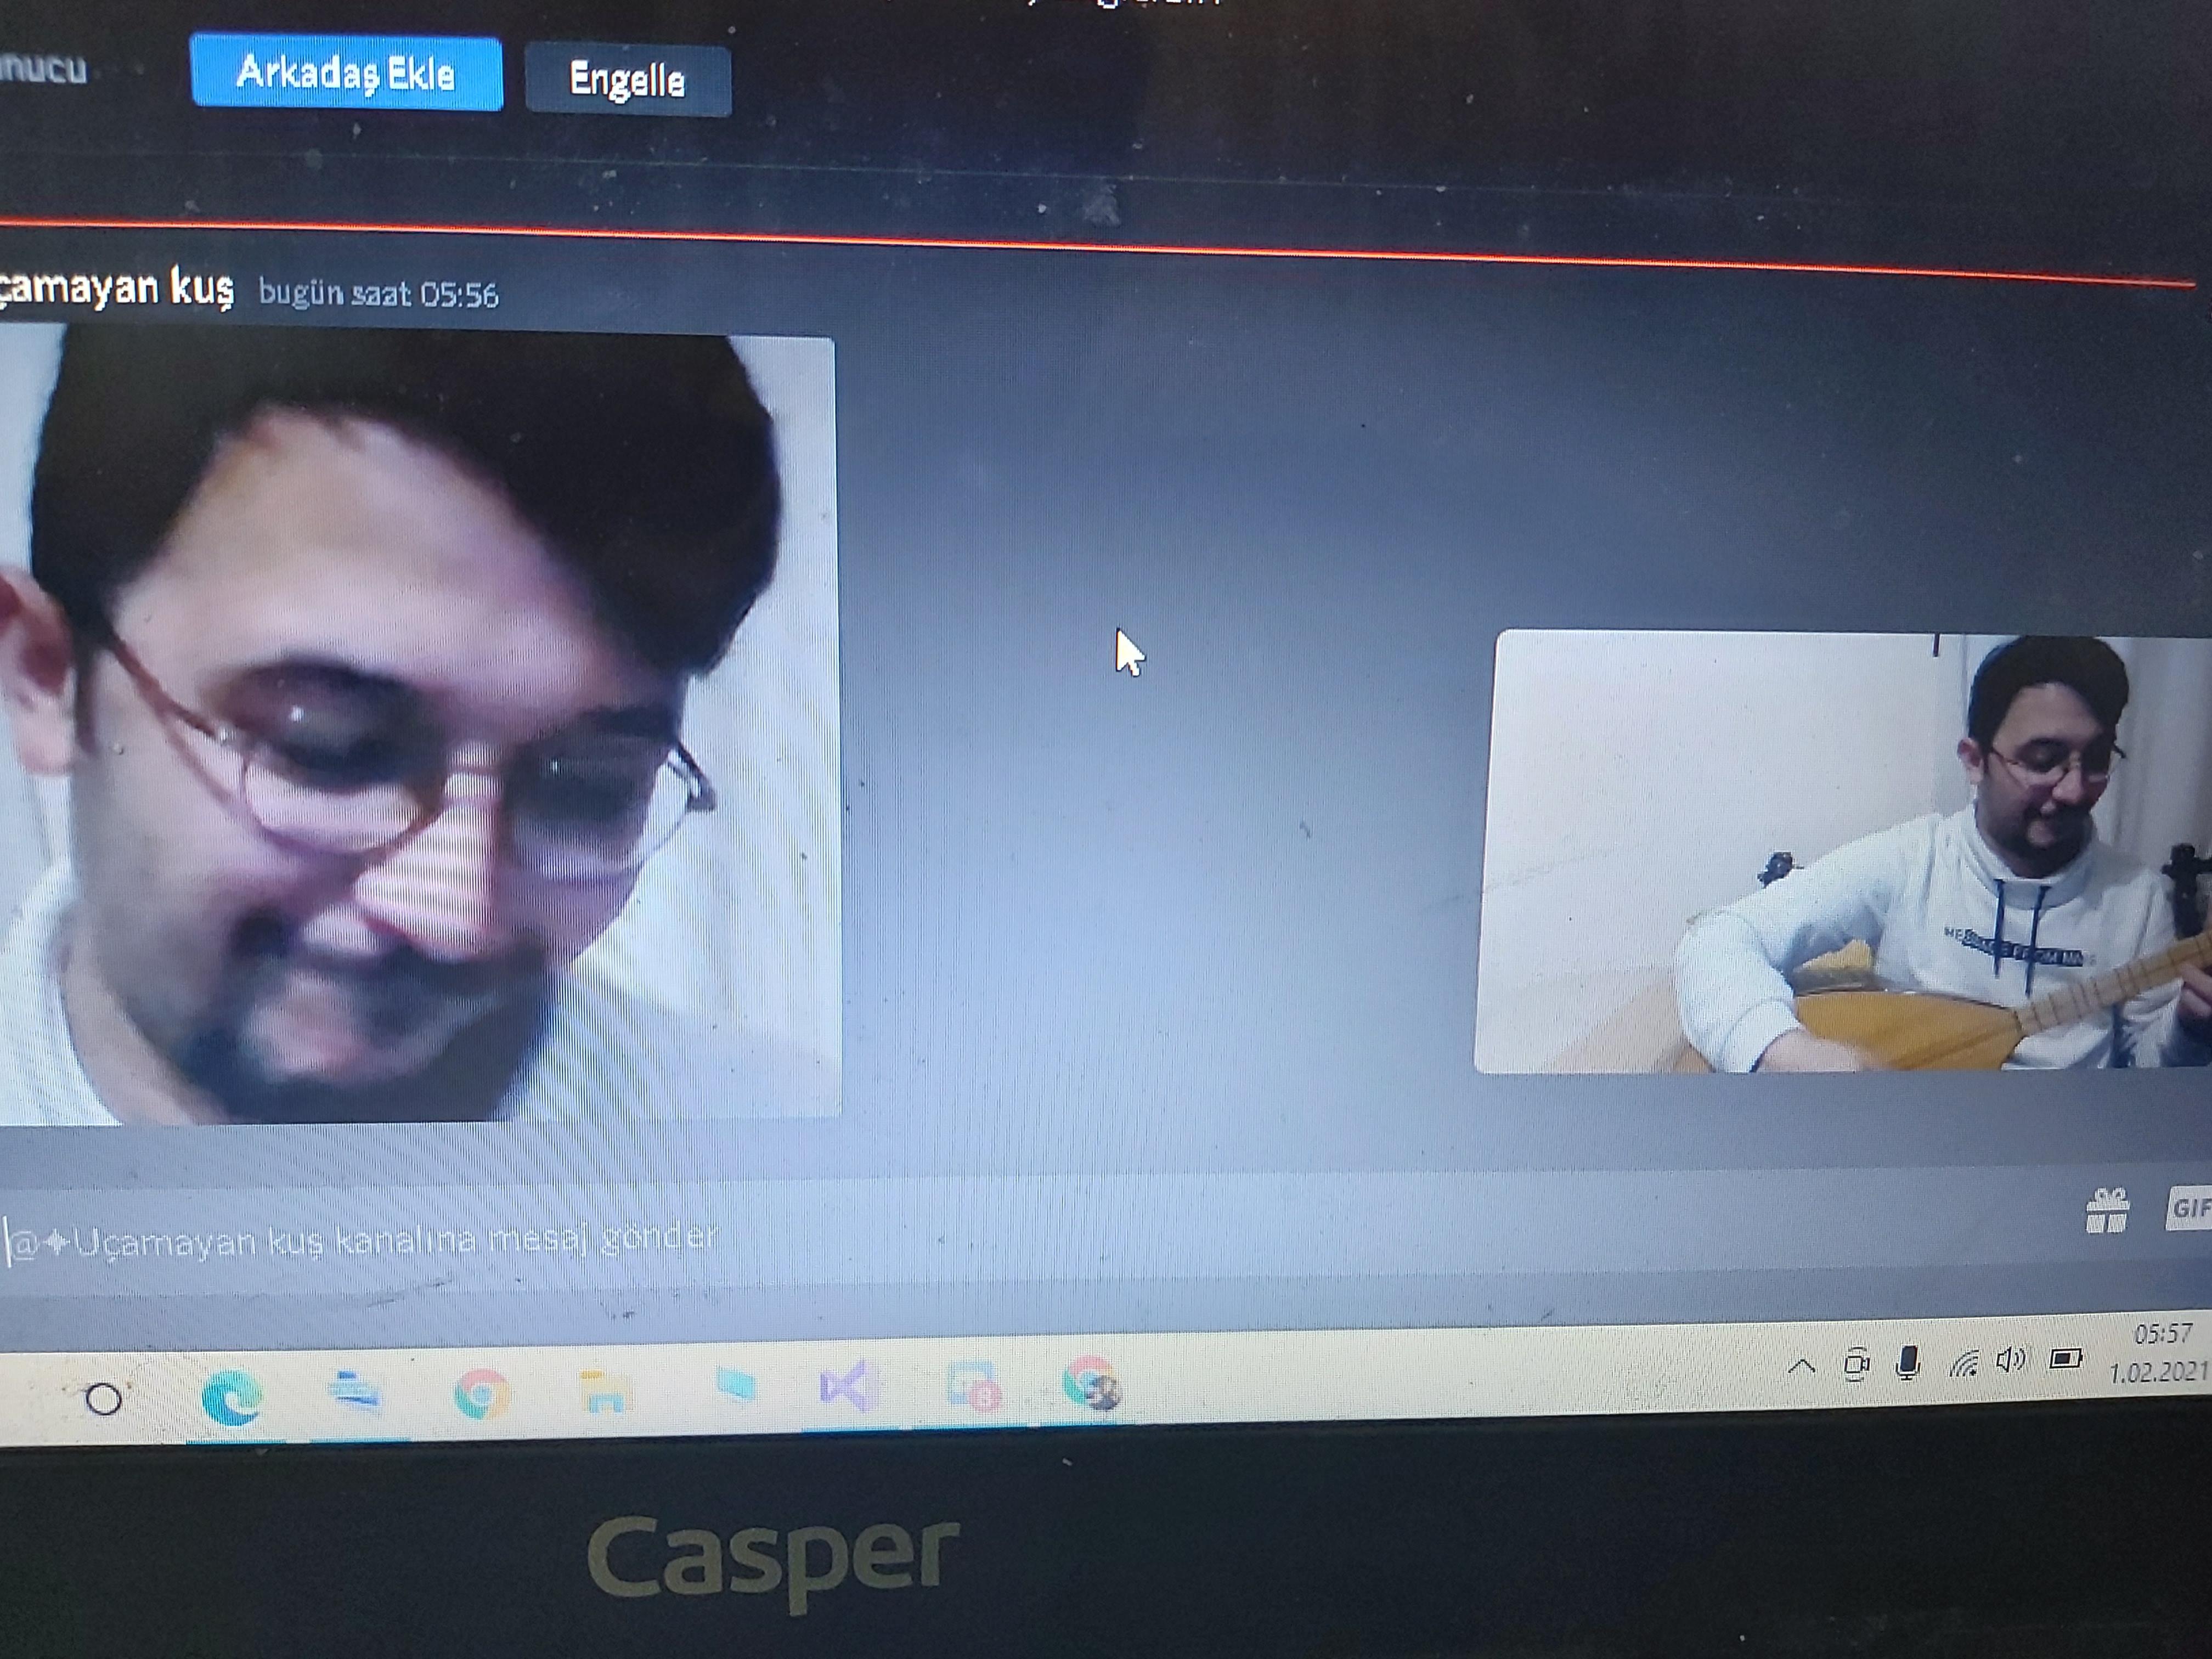 Arkadaş Ekle
Engelle
çamayan kuş bugün saat 05:56
@✦Uçamayan kuş kanalına mesaj gönder
GIF
05:57
1.02.2021
Casper